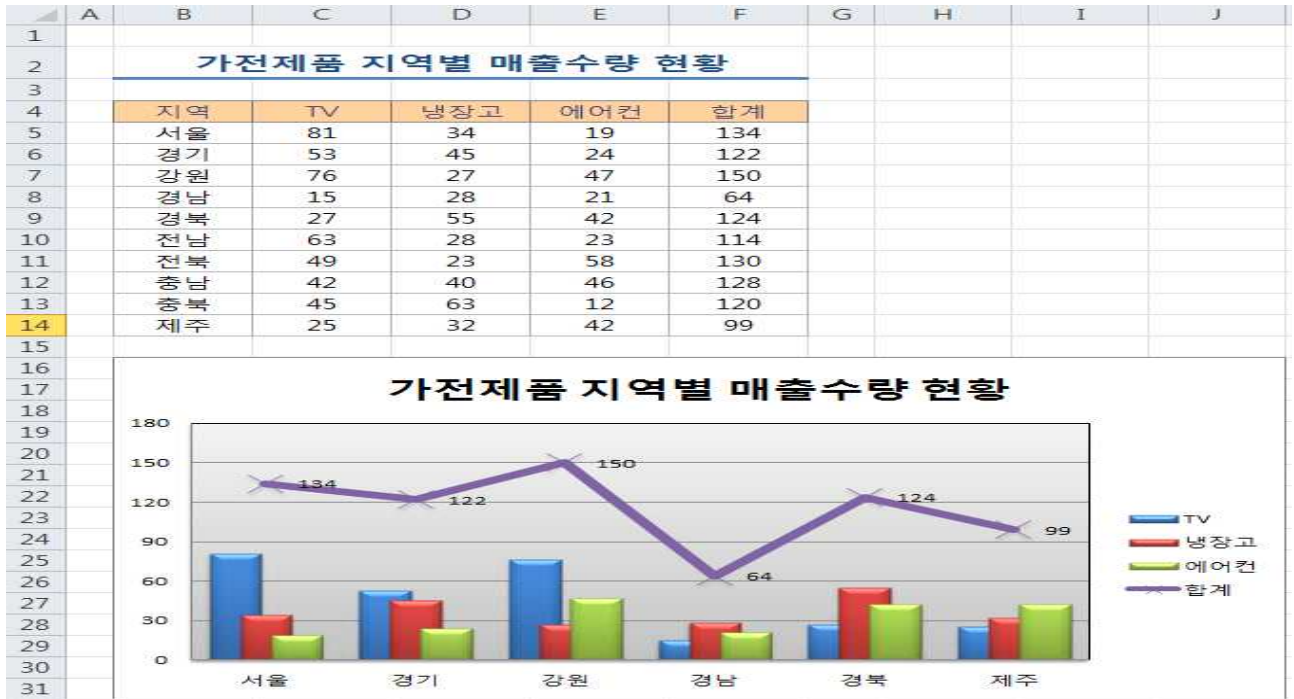 A B C D E F G H I J
1
2 가전제품 지역별 매출수량 현황
3
4 지역 TV 냉장고 에어컨 합계
5 서울 81 34 19 134
6 경기 53 45 24 122
7 강원 76 27 47 150
8 경남 15 28 21 64
9 경북 27 55 42 124
10 전남 63 28 23 114
11 전북 49 23 58 130
12 충남 42 40 46 128
13 충북 45 63 12 120
14 제주 25 32 42 99
15
16
17 가전제품 지역별 매출수량 현황
18
19 180
20
21 150 134 150
22 120 122 124
23 TV
24 90 99 냉장고
25 에어컨
26 60 64 합계
27
28 30
29
30 0
31 서울 경기 강원 경남 경북 제주